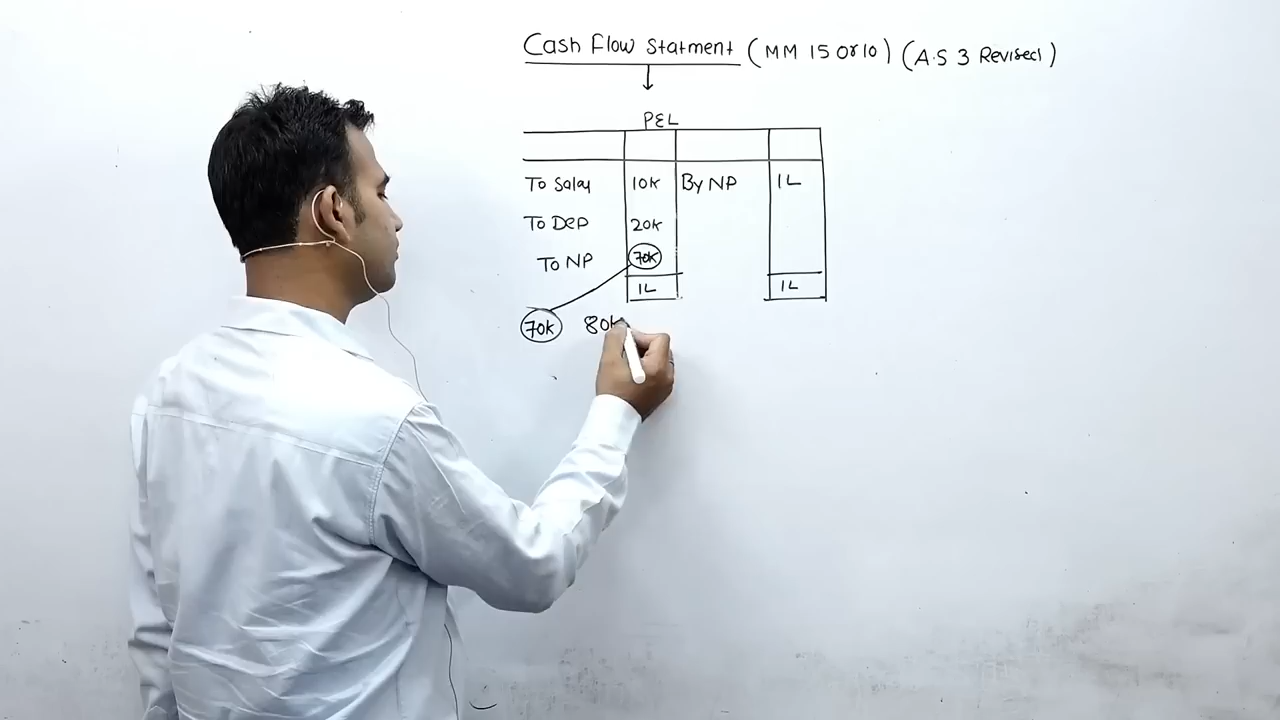 Cash Flow Statment (MM 15 Or 10) (A.S 3 Revised)
P&L
To Salay 10K By NP 1L
To Dep 20K
To NP 70K
1L 1L
70K 80K